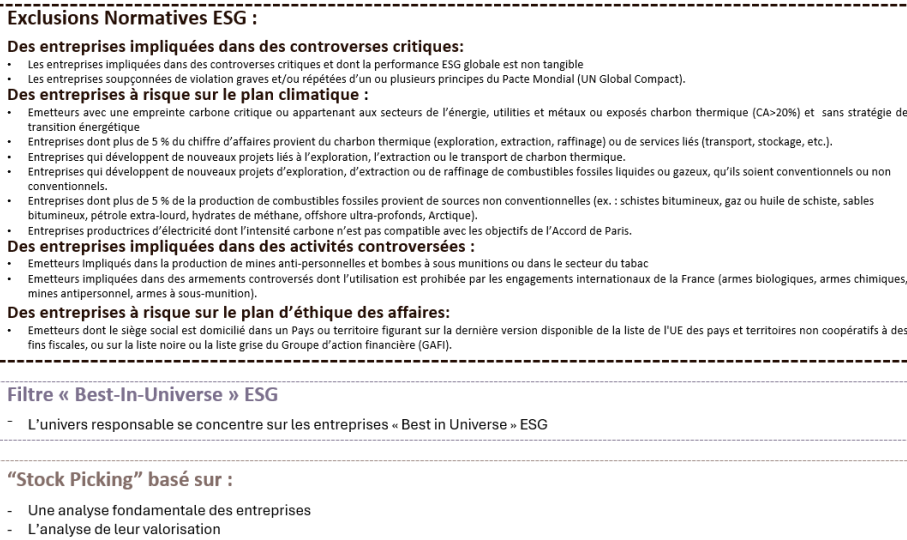 Exclusions Normatives ESG :
Des entreprises impliquées dans des controverses critiques:
• Les entreprises impliquées dans des controverses critiques et dont la performance ESG globale est non tangible
• Les entreprises soupçonnées de violation graves et/ou répétées d'un ou plusieurs principes du Pacte Mondial (UN Global Compact).
Des entreprises à risque sur le plan climatique :
• Emetteurs avec une empreinte carbone critique ou appartenant aux secteurs de l'énergie, utilities et métaux ou exposés charbon thermique (CA>20%) et sans stratégie de
transition énergétique
• Entreprises dont plus de 5 % du chiffre d'affaires provient du charbon thermique (exploration, extraction, raffinage) ou de services liés (transport, stockage, etc.).
• Entreprises qui développent de nouveaux projets liés à l'exploration, l'extraction ou le transport de charbon thermique.
• Entreprises qui développent de nouveaux projets d'exploration, d'extraction ou de raffinage de combustibles fossiles liquides ou gazeux, qu'ils soient conventionnels ou non
conventionnels.
• Entreprises dont plus de 5 % de la production de combustibles fossiles provient de sources non conventionnelles (ex. : schistes bitumineux, gaz ou huile de schiste, sables
bitumineux, pétrole extra-lourd, hydrates de méthane, offshore ultra-profonds, Arctique).
• Entreprises productrices d'électricité dont l'intensité carbone n'est pas compatible avec les objectifs de l'Accord de Paris.
Des entreprises impliquées dans des activités controversées :
• Emetteurs Impliqués dans la production de mines anti-personnelles et bombes à sous munitions ou dans le secteur du tabac
• Emetteurs impliquées dans des armements controversés dont l'utilisation est prohibée par les engagements internationaux de la France (armes biologiques, armes chimiques,
mines antipersonnel, armes à sous-munition).
Des entreprises à risque sur le plan d'éthique des affaires:
• Emetteurs dont le siège social est domicilié dans un Pays ou territoire figurant sur la dernière version disponible de la liste de l'UE des pays et territoires non coopératifs à des
fins fiscales, ou sur la liste noire ou la liste grise du Groupe d'action financière (GAFI).
Filtre « Best-In-Universe » ESG
- L'univers responsable se concentre sur les entreprises « Best in Universe » ESG
“Stock Picking” basé sur :
- Une analyse fondamentale des entreprises
- L'analyse de leur valorisation